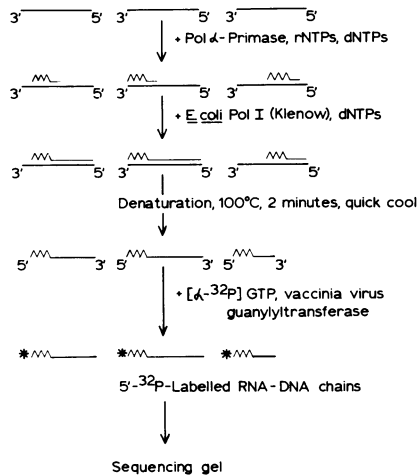 3' 5' 3' 5' 3' 5'
+ Pol α-Primase, rNTPs, dNTPs
3' 5' 3' 5' 3' 5'
+ E coli Pol I (Klenow), dNTPs
3' 5' 3' 5' 3' 5'
Denaturation, 100°C, 2 minutes, quick cool
5' 3' 5' 3' 5' 3'
+ [α-32P] GTP, vaccinia virus
guanylyltransferase
* * *
5'-32P-Labelled RNA-DNA chains
Sequencing gel